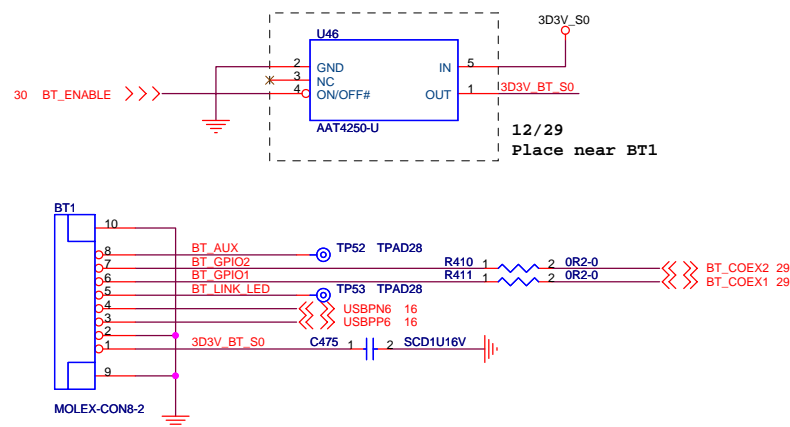 3D3V_S0
U46
2 GND IN 5
3 NC
30 BT_ENABLE 4 ON/OFF# OUT 1 3D3V_BT_S0
AAT4250-U
12/29
Place near BT1
BT1
10
8 BT_AUX TP52 TPAD28
7 BT_GPIO2 R410 1 2 0R2-0 BT_COEX2 29
6 BT_GPIO1 R411 1 2 0R2-0 BT_COEX1 29
5 BT_LINK_LED TP53 TPAD28
4 USBPN6 16
3 USBPP6 16
2
1 3D3V_BT_S0 C475 1 2 SCD1U16V
9
MOLEX-CON8-2